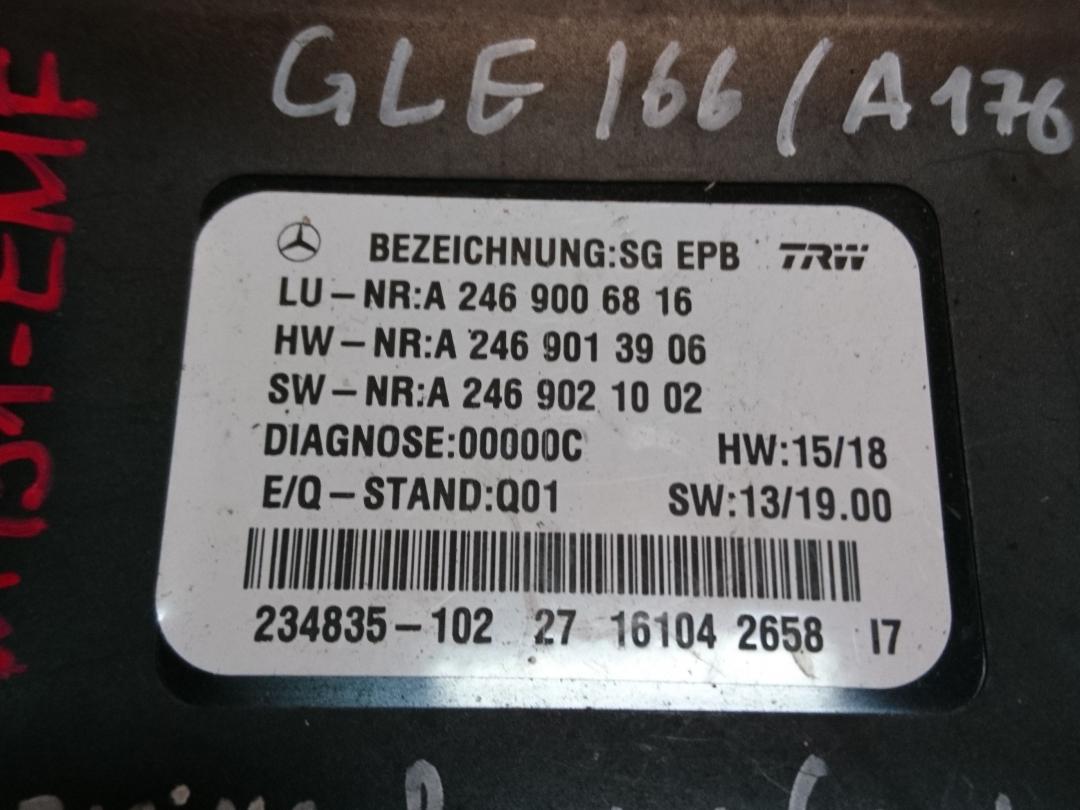 GLE 166 / A176
BEZEICHNUNG:SG EPB TRW
LU-NR:A 246 900 68 16
HW-NR:A 246 901 39 06
SW-NR:A 246 902 10 02
DIAGNOSE:00000C HW:15/18
E/Q-STAND:Q01 SW:13/19.00
234835-102 27 16104 2658 I7